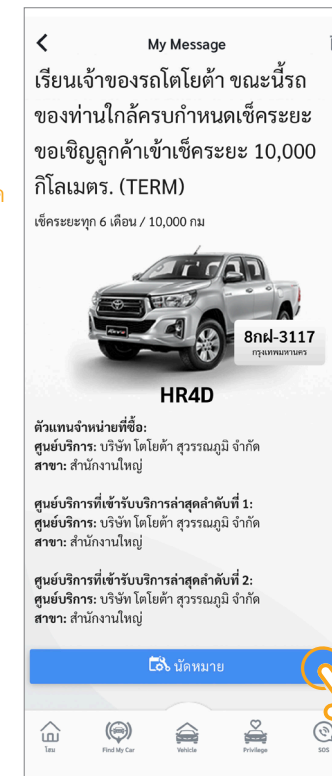 My Message
เรียนเจ้าของรถโตโยต้า ขณะนี้รถ
ของท่านใกล้ครบกำหนดเช็คระยะ
ขอเชิญลูกค้าเข้าเช็คระยะ 10,000
กิโลเมตร. (TERM)
เช็คระยะทุก 6 เดือน / 10,000 กม
8กฝ-3117
กรุงเทพมหานคร
HR4D
ตัวแทนจำหน่ายที่ซื้อ:
ศูนย์บริการ: บริษัท โตโยต้า สุวรรณภูมิ จำกัด
สาขา: สำนักงานใหญ่
ศูนย์บริการที่เข้ารับบริการล่าสุดลำดับที่ 1:
ศูนย์บริการ: บริษัท โตโยต้า สุวรรณภูมิ จำกัด
สาขา: สำนักงานใหญ่
ศูนย์บริการที่เข้ารับบริการล่าสุดลำดับที่ 2:
ศูนย์บริการ: บริษัท โตโยต้า สุวรรณภูมิ จำกัด
สาขา: สำนักงานใหญ่
นัดหมาย
โฮม Find My Car Vehicle Privilege SOS